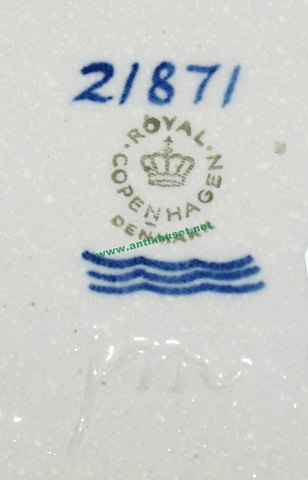 21871
ROYAL
COPENHAGEN
DENMARK
www.antikhuset.net